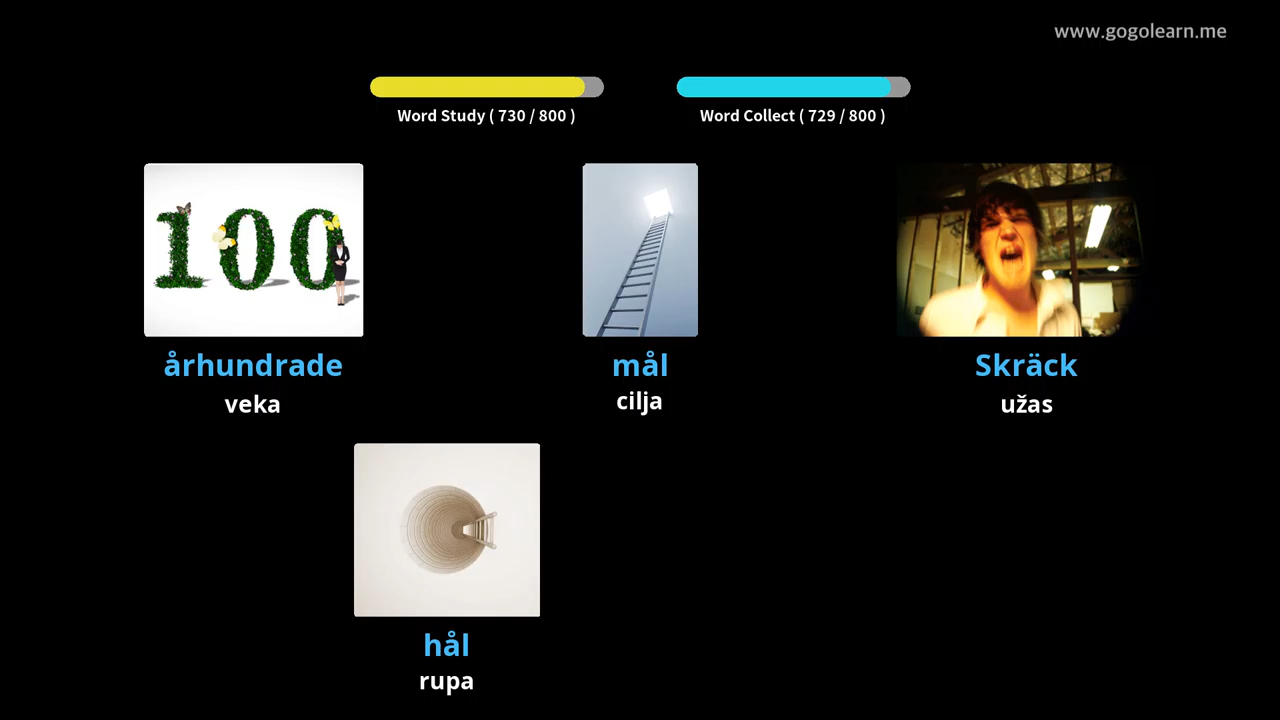 www.gogolearn.me
Word Study ( 730 / 800 )
Word Collect ( 729 / 800 )
100
århundrade
mål
Skräck
veka
cilja
užas
hål
rupa